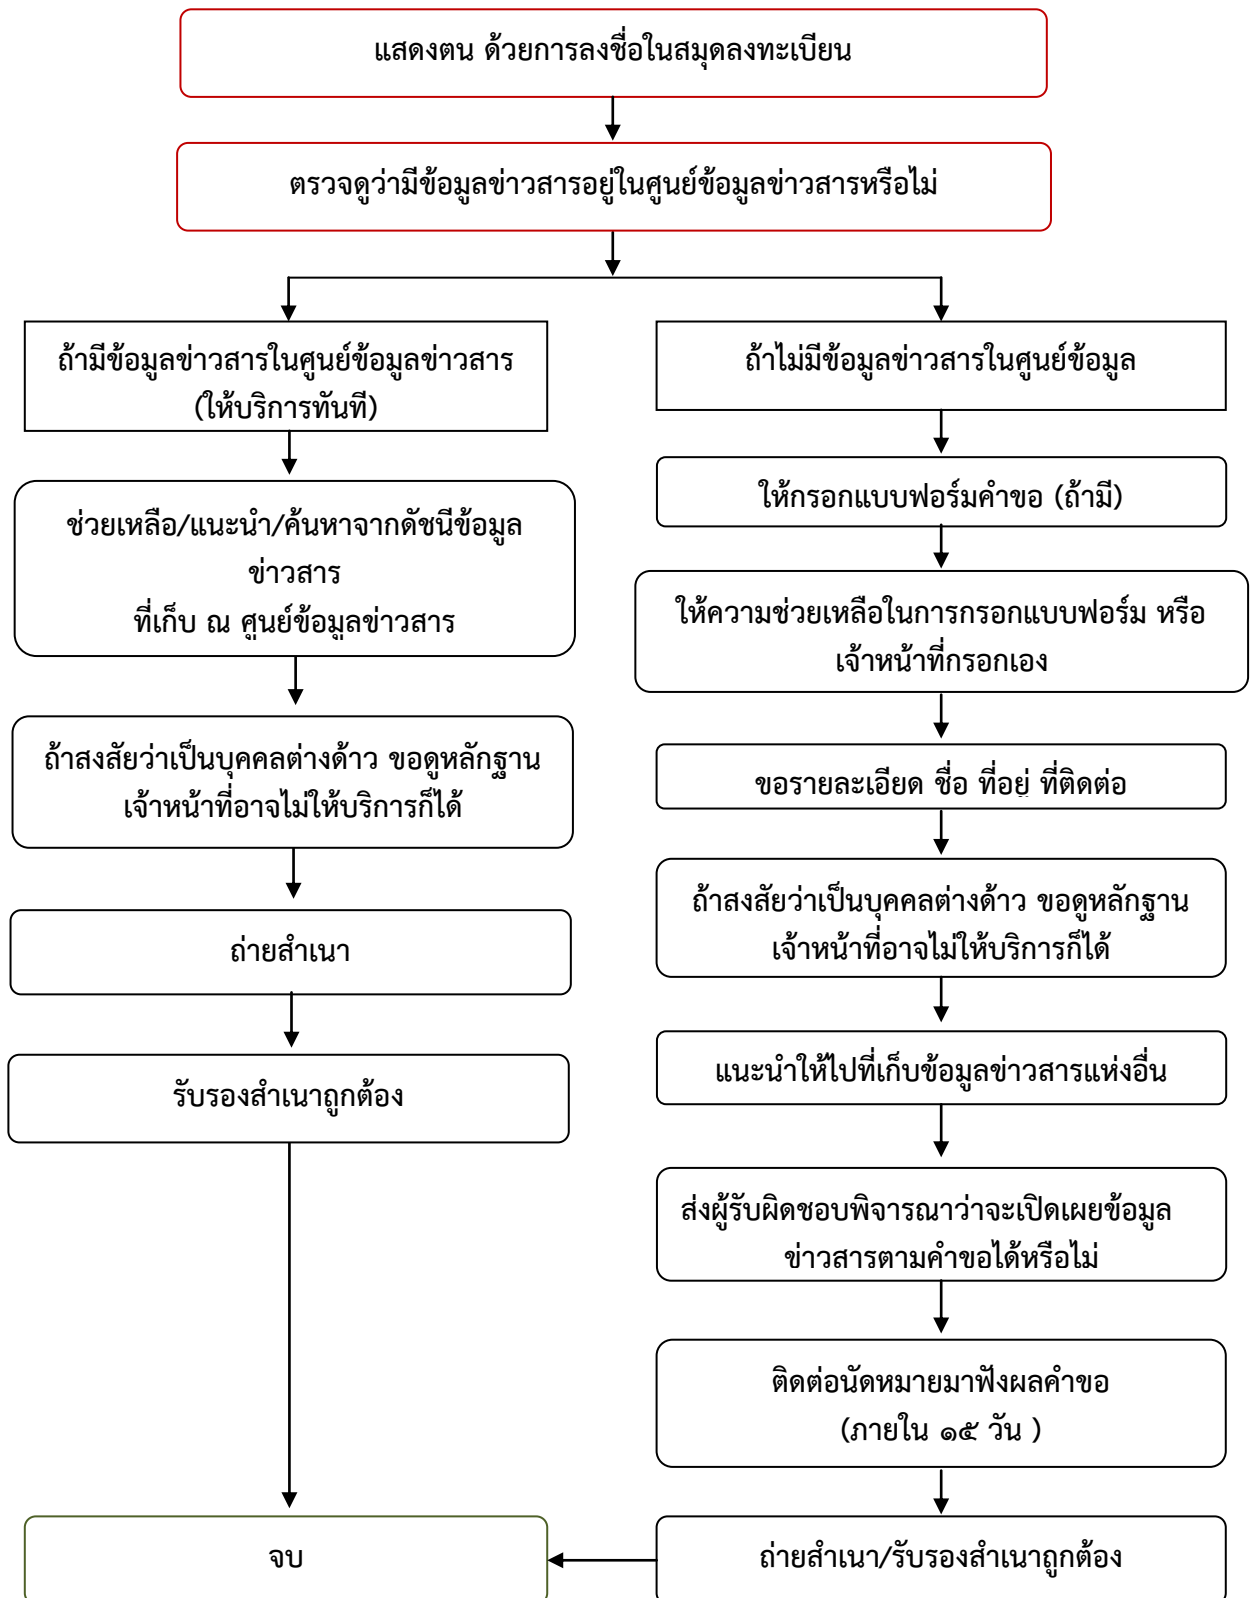 แสดงตน ด้วยการลงชื่อในสมุดลงทะเบียน
ตรวจดูว่ามีข้อมูลข่าวสารอยู่ในศูนย์ข้อมูลข่าวสารหรือไม่
ถ้ามีข้อมูลข่าวสารในศูนย์ข้อมูลข่าวสาร
(ให้บริการทันที)
ช่วยเหลือ/แนะนำ/ค้นหาจากดัชนีข้อมูล
ข่าวสาร
ที่เก็บ ณ ศูนย์ข้อมูลข่าวสาร
ถ้าสงสัยว่าเป็นบุคคลต่างด้าว ขอดูหลักฐาน
เจ้าหน้าที่อาจไม่ให้บริการก็ได้
ถ่ายสำเนา
รับรองสำเนาถูกต้อง
ถ้าไม่มีข้อมูลข่าวสารในศูนย์ข้อมูล
ให้กรอกแบบฟอร์มคำขอ (ถ้ามี)
ให้ความช่วยเหลือในการกรอกแบบฟอร์ม หรือ
เจ้าหน้าที่กรอกเอง
ขอรายละเอียด ชื่อ ที่อยู่ ที่ติดต่อ
ถ้าสงสัยว่าเป็นบุคคลต่างด้าว ขอดูหลักฐาน
เจ้าหน้าที่อาจไม่ให้บริการก็ได้
แนะนำให้ไปที่เก็บข้อมูลข่าวสารแห่งอื่น
ส่งผู้รับผิดชอบพิจารณาว่าจะเปิดเผยข้อมูล
ข่าวสารตามคำขอได้หรือไม่
ติดต่อนัดหมายมาฟังผลคำขอ
(ภายใน ๑๕ วัน )
ถ่ายสำเนา/รับรองสำเนาถูกต้อง
จบ